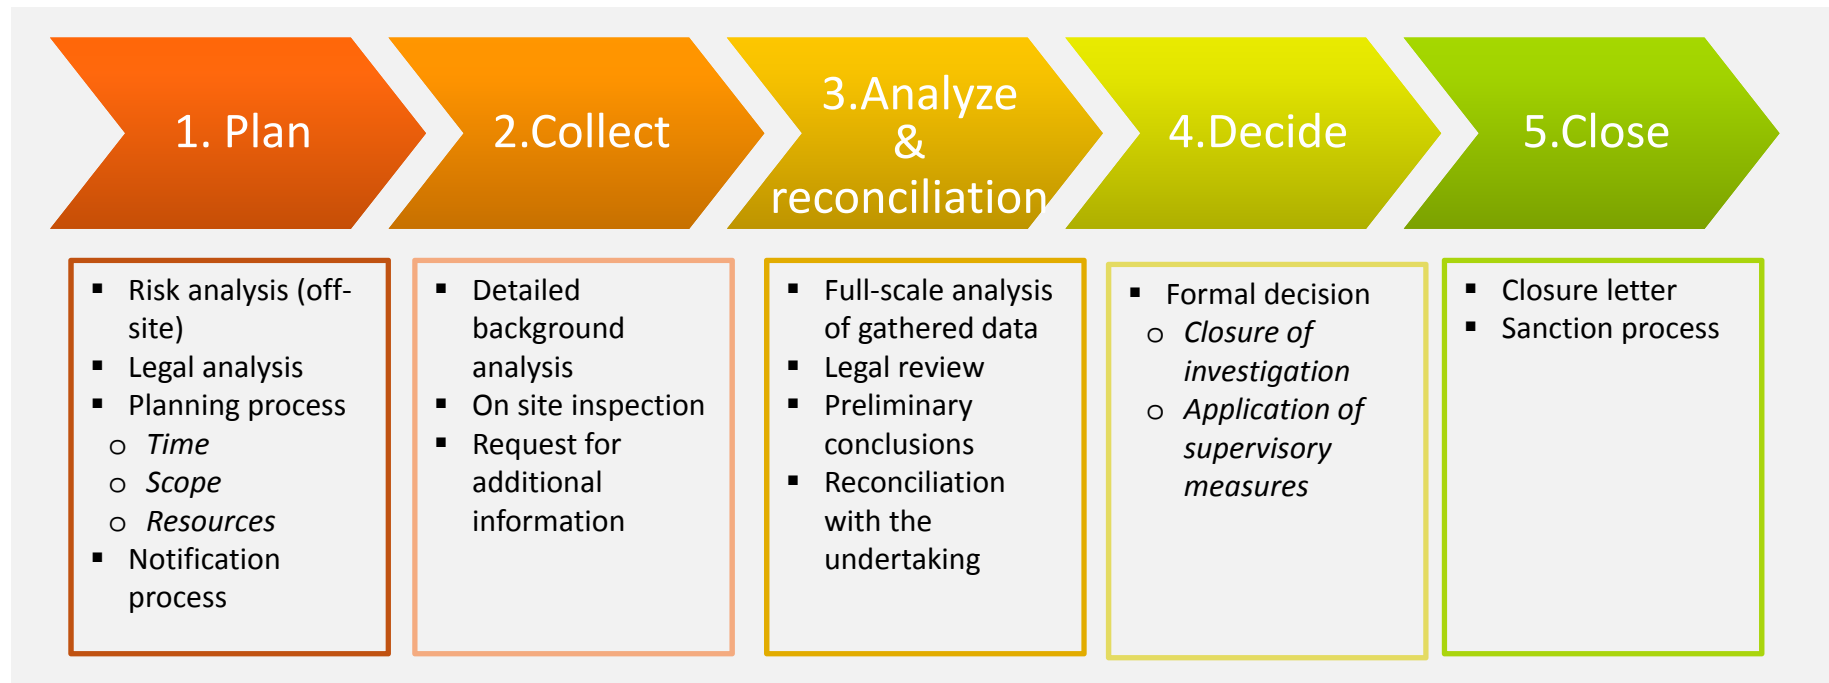 1. Plan
2.Collect
3.Analyze
&
reconciliation
4.Decide
5.Close
▪ Risk analysis (off-
site)
▪ Legal analysis
▪ Planning process
o Time
o Scope
o Resources
▪ Notification
process
▪ Detailed
background
analysis
▪ On site inspection
▪ Request for
additional
information
▪ Full-scale analysis
of gathered data
▪ Legal review
▪ Preliminary
conclusions
▪ Reconciliation
with the
undertaking
▪ Formal decision
o Closure of
investigation
o Application of
supervisory
measures
▪ Closure letter
▪ Sanction process